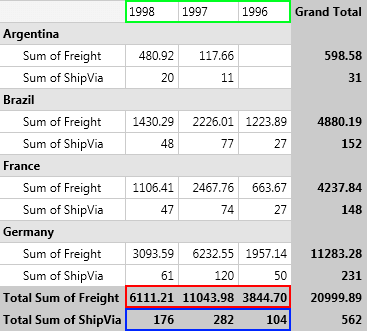 1998 1997 1996 Grand Total
Argentina
Sum of Freight 480.92 117.66 598.58
Sum of ShipVia 20 11 31
Brazil
Sum of Freight 1430.29 2226.01 1223.89 4880.19
Sum of ShipVia 48 77 27 152
France
Sum of Freight 1106.41 2467.76 663.67 4237.84
Sum of ShipVia 47 74 27 148
Germany
Sum of Freight 3093.59 6232.55 1957.14 11283.28
Sum of ShipVia 61 120 50 231
Total Sum of Freight 6111.21 11043.98 3844.70 20999.89
Total Sum of ShipVia 176 282 104 562